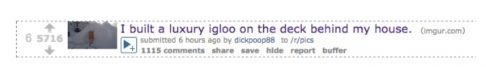 6 5716 I built a luxury igloo on the deck behind my house. (imgur.com)
submitted 6 hours ago by dickpoop88 to /r/pics
1115 comments share save hide report buffer